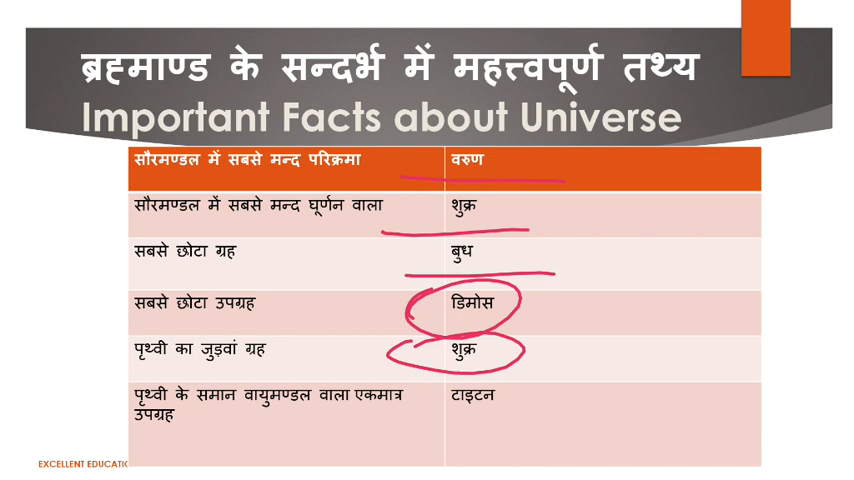 ब्रह्माण्ड के सन्दर्भ में महत्त्वपूर्ण तथ्य
Important Facts about Universe
सौरमण्डल में सबसे मन्द परिक्रमा वरुण
सौरमण्डल में सबसे मन्द घूर्णन वाला शुक्र
सबसे छोटा ग्रह बुध
सबसे छोटा उपग्रह डिमोस
पृथ्वी का जुड़वां ग्रह शुक्र
पृथ्वी के समान वायुमण्डल वाला एकमात्र टाइटन
उपग्रह
EXCELLENT